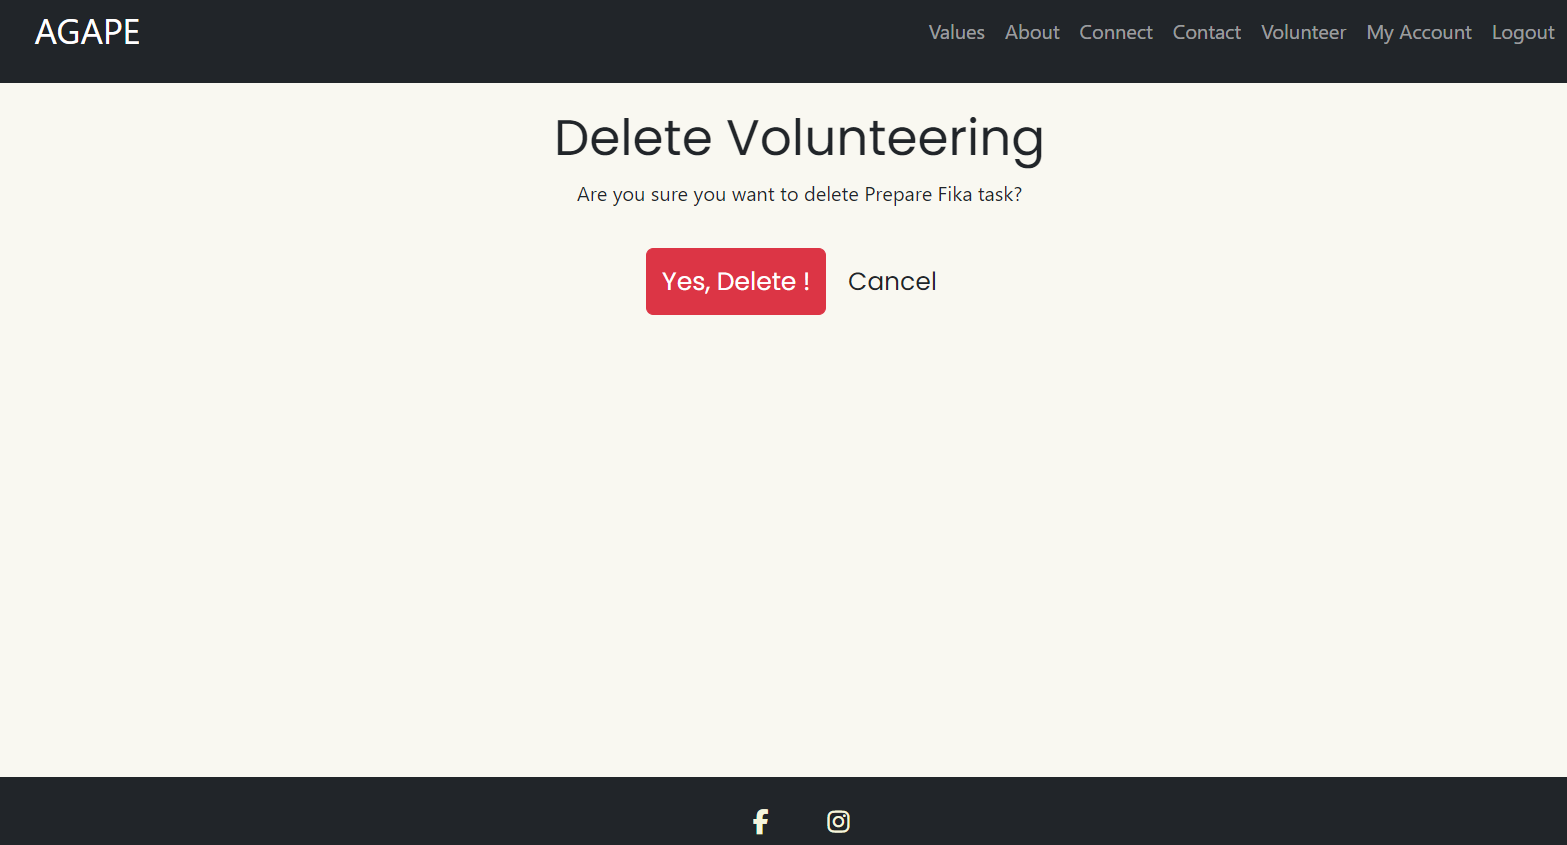 AGAPE
Values About Connect Contact Volunteer My Account Logout
Delete Volunteering
Are you sure you want to delete Prepare Fika task?
Yes, Delete ! Cancel